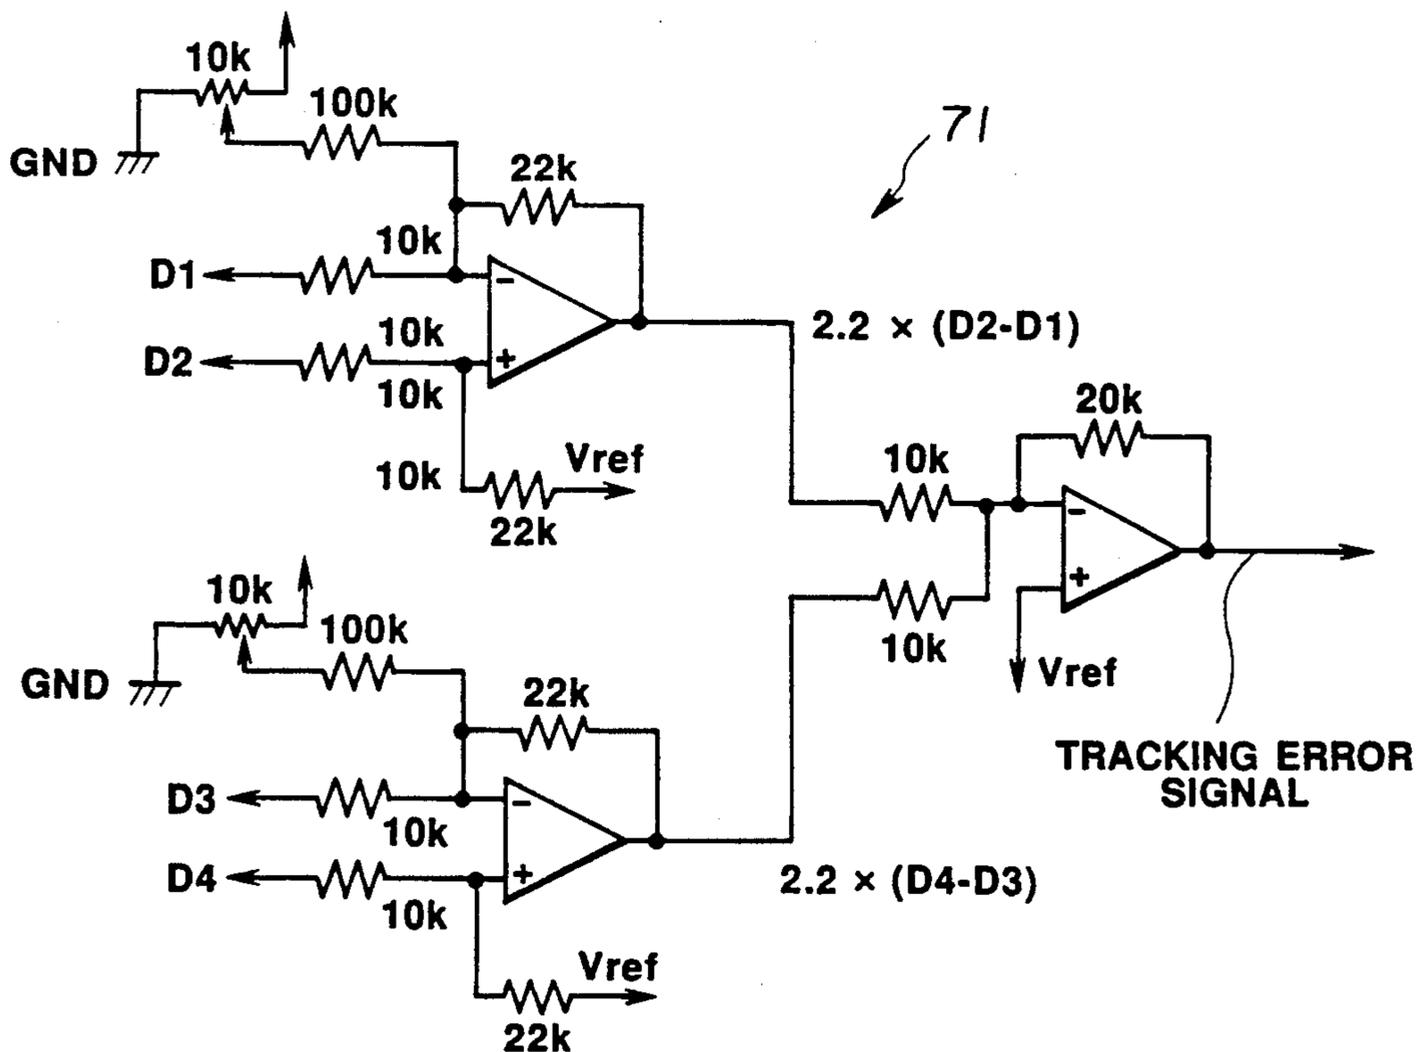 10k
100k
71
GND
22k
10k
D1
2.2 × (D2-D1)
10k
D2
10k
20k
Vref
10k
10k
22k
10k
10k
100k
Vref
GND
22k
TRACKING ERROR
SIGNAL
D3
10k
D4
2.2 × (D4-D3)
10k
Vref
22k
-
+
-
+
-
+